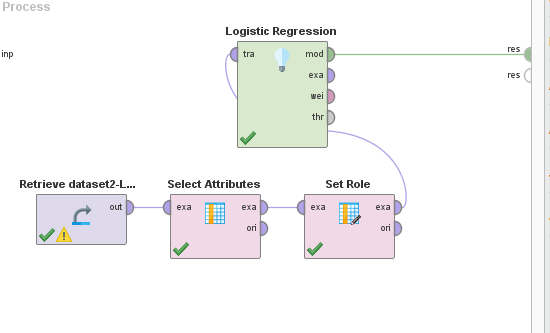 Process
Logistic Regression
inp
tra
mod
res
exa
res
wei
thr
Retrieve dataset2-L...
Select Attributes
Set Role
out
exa
exa
exa
exa
ori
ori